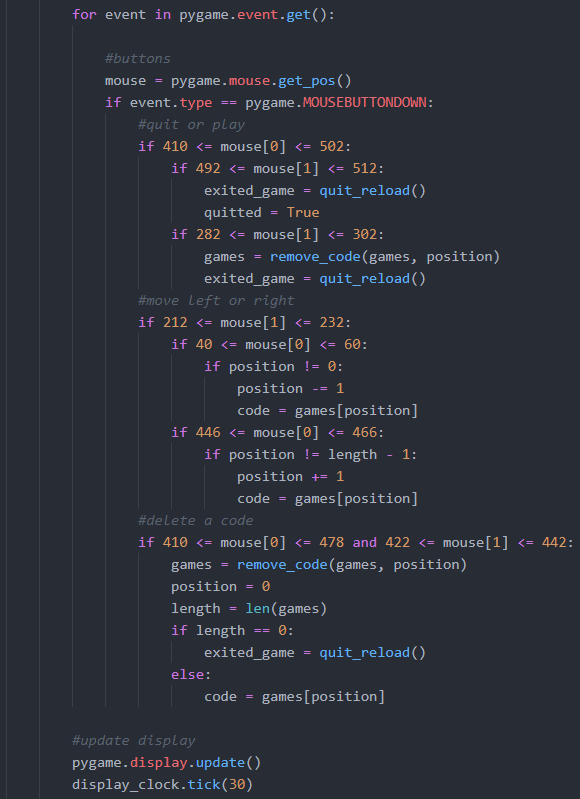 for event in pygame.event.get():
#buttons
mouse = pygame.mouse.get_pos()
if event.type == pygame.MOUSEBUTTONDOWN:
#quit or play
if 410 <= mouse[0] <= 502:
if 492 <= mouse[1] <= 512:
exited_game = quit_reload()
quitted = True
if 282 <= mouse[1] <= 302:
games = remove_code(games, position)
exited_game = quit_reload()
#move left or right
if 212 <= mouse[1] <= 232:
if 40 <= mouse[0] <= 60:
if position != 0:
position -= 1
code = games[position]
if 446 <= mouse[0] <= 466:
if position != length - 1:
position += 1
code = games[position]
#delete a code
if 410 <= mouse[0] <= 478 and 422 <= mouse[1] <= 442:
games = remove_code(games, position)
position = 0
length = len(games)
if length == 0:
exited_game = quit_reload()
else:
code = games[position]
#update display
pygame.display.update()
display_clock.tick(30)